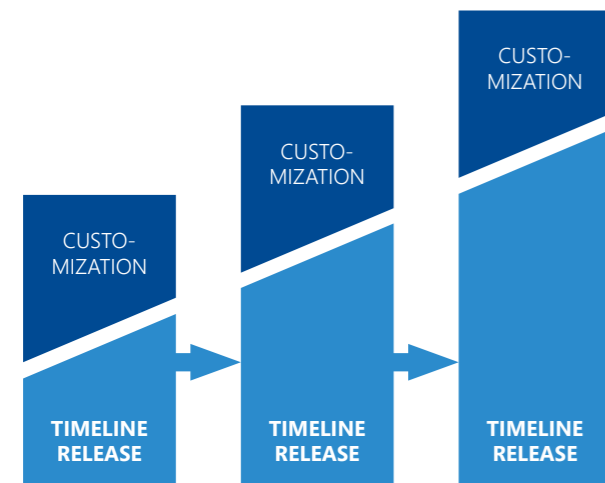 CUSTO-
MIZATION
TIMELINE
RELEASE
CUSTO-
MIZATION
TIMELINE
RELEASE
CUSTO-
MIZATION
TIMELINE
RELEASE